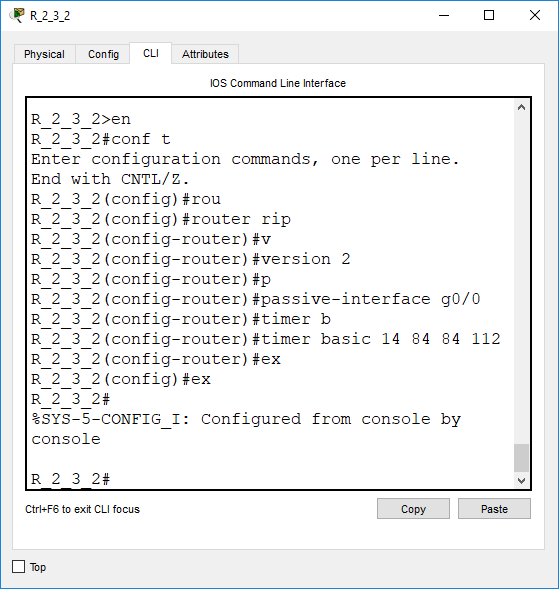 R_2_3_2
Physical Config CLI Attributes
IOS Command Line Interface
R_2_3_2>en
R_2_3_2#conf t
Enter configuration commands, one per line.
End with CNTL/Z.
R_2_3_2(config)#rou
R_2_3_2(config)#router rip
R_2_3_2(config-router)#v
R_2_3_2(config-router)#version 2
R_2_3_2(config-router)#p
R_2_3_2(config-router)#passive-interface g0/0
R_2_3_2(config-router)#timer b
R_2_3_2(config-router)#timer basic 14 84 84 112
R_2_3_2(config-router)#ex
R_2_3_2(config)#ex
R_2_3_2#
%SYS-5-CONFIG_I: Configured from console by
console
R_2_3_2#
Ctrl+F6 to exit CLI focus Copy Paste
Top